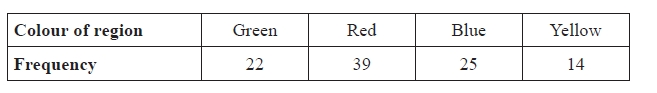 Colour of region Green Red Blue Yellow
Frequency 22 39 25 14